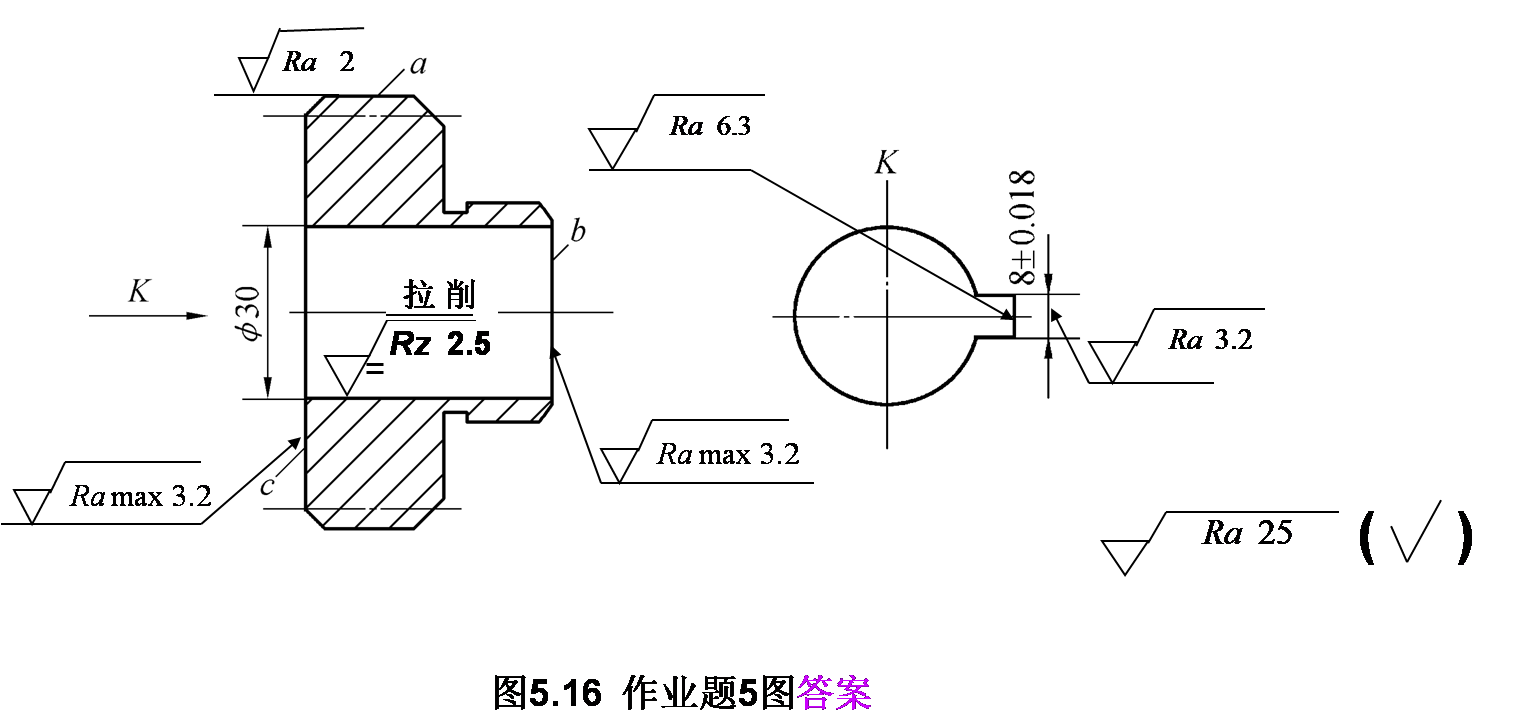 Ra 2
a
Ra 6.3
K
8±0.018
b
K
ϕ30
拉削
Rz 2.5
=
Ra 3.2
Ra max 3.2
c
Ra max 3.2
Ra 25 (√)
图5.16 作业题5图答案